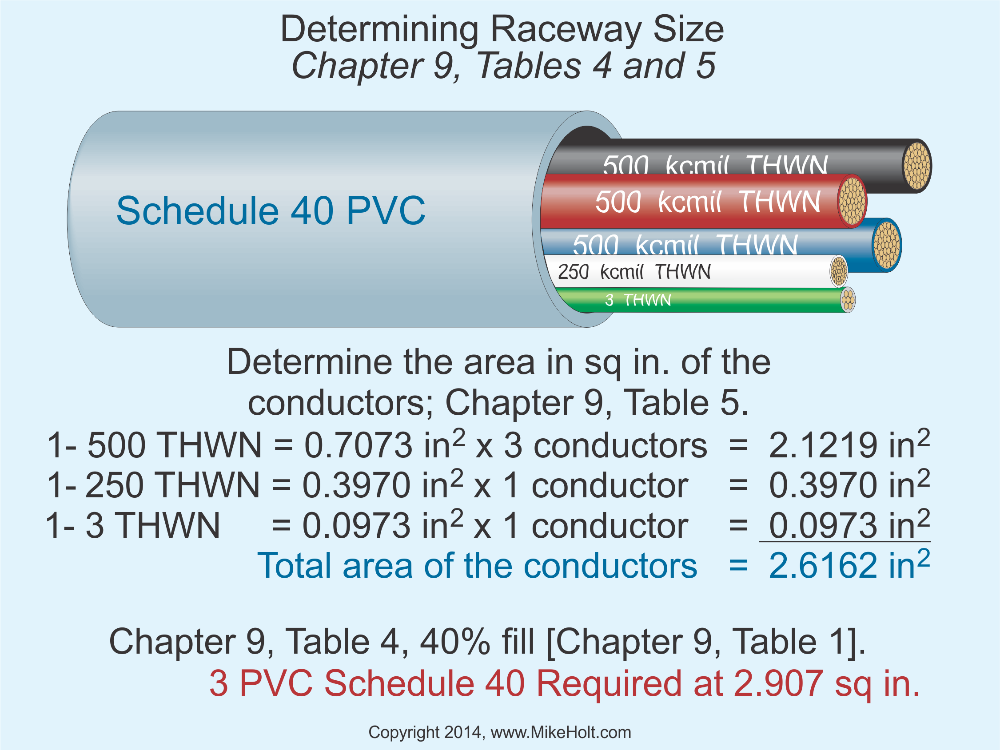 Determining Raceway Size
Chapter 9, Tables 4 and 5
Schedule 40 PVC
500 kcmil THWN
500 kcmil THWN
500 kcmil THWN
250 kcmil THWN
3 THWN
Determine the area in sq in. of the
conductors; Chapter 9, Table 5.
1- 500 THWN = 0.7073 in² x 3 conductors = 2.1219 in²
1- 250 THWN = 0.3970 in² x 1 conductor = 0.3970 in²
1- 3 THWN = 0.0973 in² x 1 conductor = 0.0973 in²
Total area of the conductors = 2.6162 in²
Chapter 9, Table 4, 40% fill [Chapter 9, Table 1].
3 PVC Schedule 40 Required at 2.907 sq in.
Copyright 2014, www.MikeHolt.com